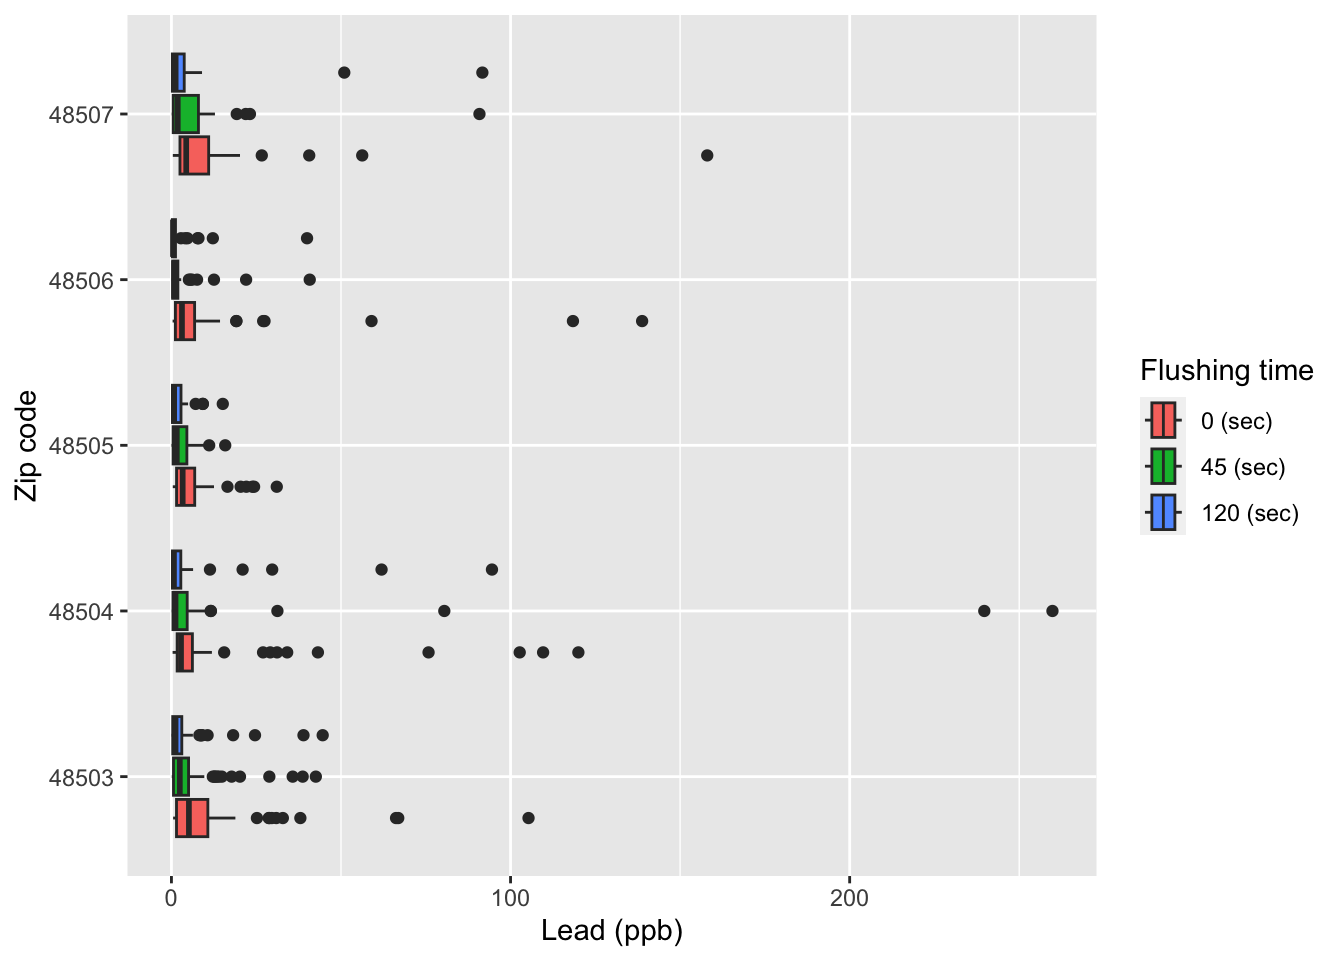 48507
48506
48505
48504
48503
Zip code
0
100
200
Lead (ppb)
Flushing time
0 (sec)
45 (sec)
120 (sec)